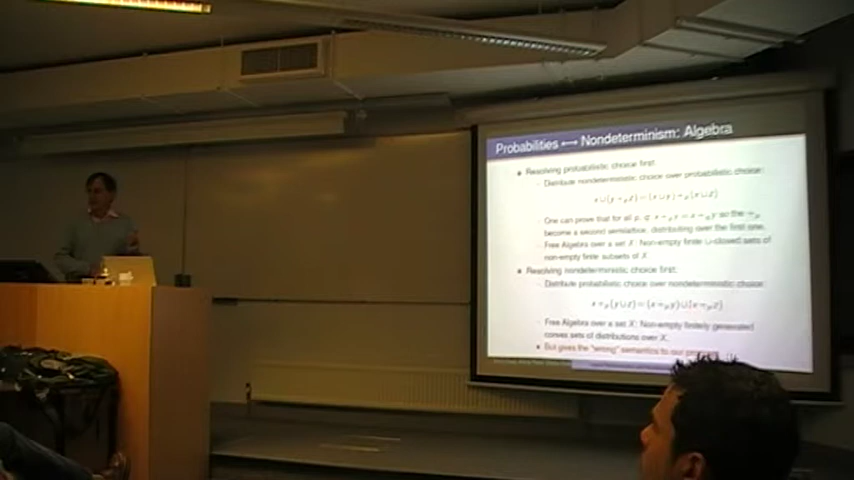 Probabilities ⟷ Nondeterminism: Algebra
Resolving probabilistic choice first:
Distribute nondeterministic choice over probabilistic choice:
x ∪ (y +ₚ z) = (x ∪ y) +ₚ (x ∪ z)
One can prove that for all p, q: x +ₚ y = x +_q y so the +ₚ
become a second semilattice, distributing over the first one.
Free Algebra over a set X: Non-empty finite ∪-closed sets of
non-empty finite subsets of X
Resolving nondeterministic choice first:
Distribute probabilistic choice over nondeterministic choice:
x +ₚ (y ∪ z) = (x +ₚ y) ∪ (x +ₚ z)
Free Algebra over a set X: Non-empty finitely generated
convex sets of distributions over X.
But gives the "wrong" semantics to our